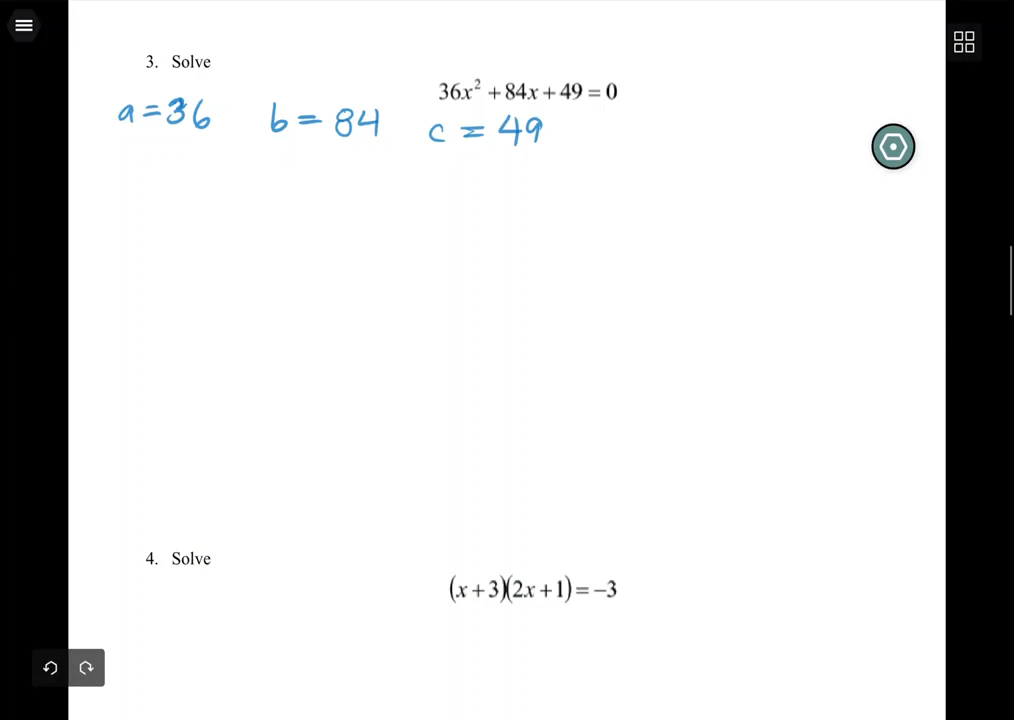 3. Solve
36x² + 84x + 49 = 0
a = 36 b = 84 c = 49
4. Solve
(x + 3)(2x + 1) = −3